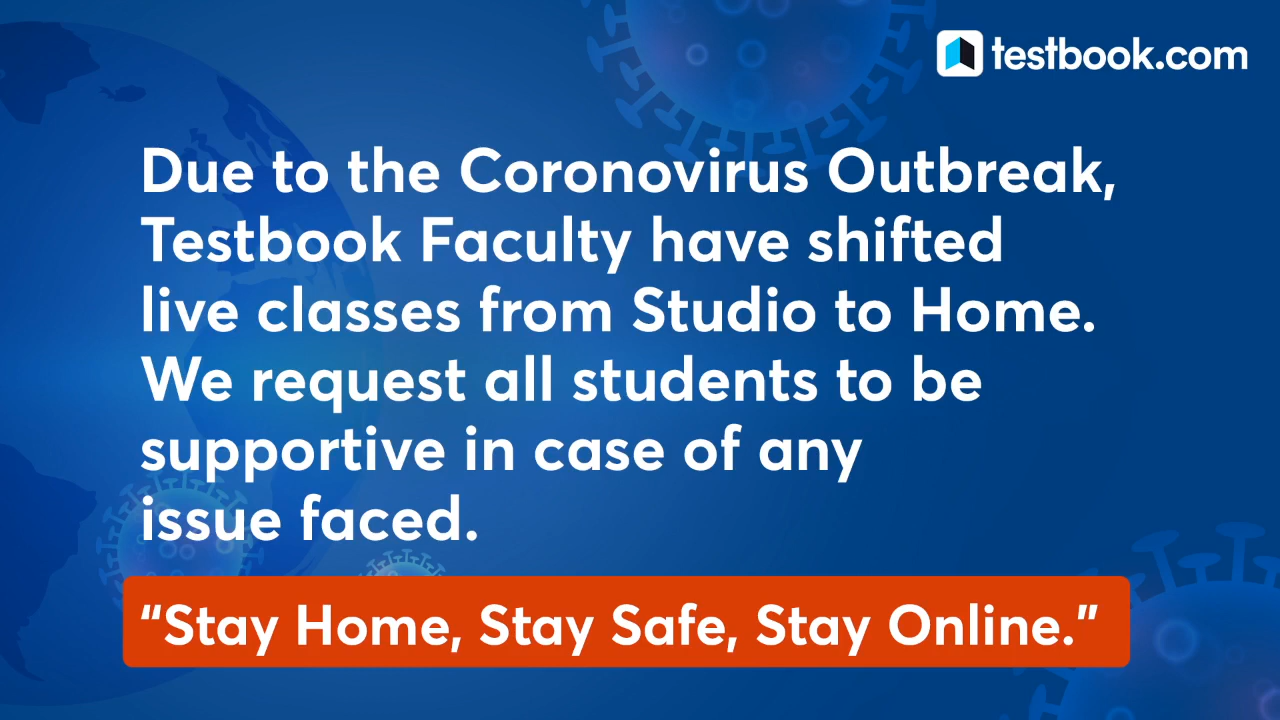 testbook.com
Due to the Coronovirus Outbreak,
Testbook Faculty have shifted
live classes from Studio to Home.
We request all students to be
supportive in case of any
issue faced.
“Stay Home, Stay Safe, Stay Online.”